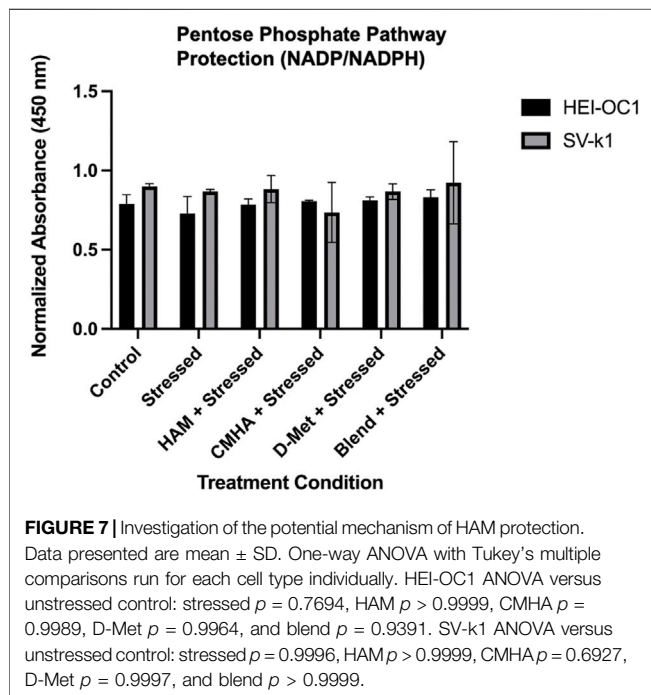 Pentose Phosphate Pathway
Protection (NADP/NADPH)
Normalized Absorbance (450 nm)
1.5
1.0
0.5
0.0
HEI-OC1
SV-k1
Control
Stressed
HAM + Stressed
CMHA + Stressed
D-Met + Stressed
Blend + Stressed
Treatment Condition
FIGURE 7 | Investigation of the potential mechanism of HAM protection.
Data presented are mean ± SD. One-way ANOVA with Tukey's multiple
comparisons run for each cell type individually. HEI-OC1 ANOVA versus
unstressed control: stressed p = 0.7694, HAM p > 0.9999, CMHA p =
0.9989, D-Met p = 0.9964, and blend p = 0.9391. SV-k1 ANOVA versus
unstressed control: stressed p = 0.9996, HAM p > 0.9999, CMHA p = 0.6927,
D-Met p = 0.9997, and blend p > 0.9999.